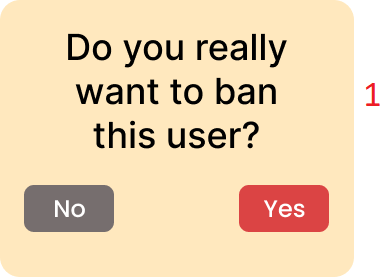 Do you really
want to ban
this user?
1
No
Yes